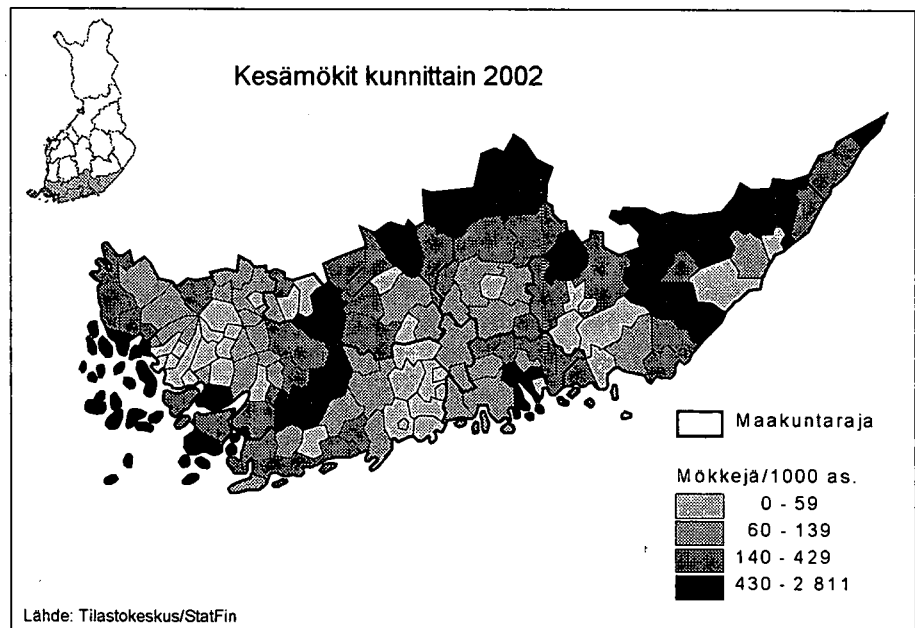 Kesämökit kunnittain 2002
Maakuntaraja
Mökkejä/1000 as.
0 - 59
60 - 139
140 - 429
430 - 2 811
Lähde: Tilastokeskus/StatFin